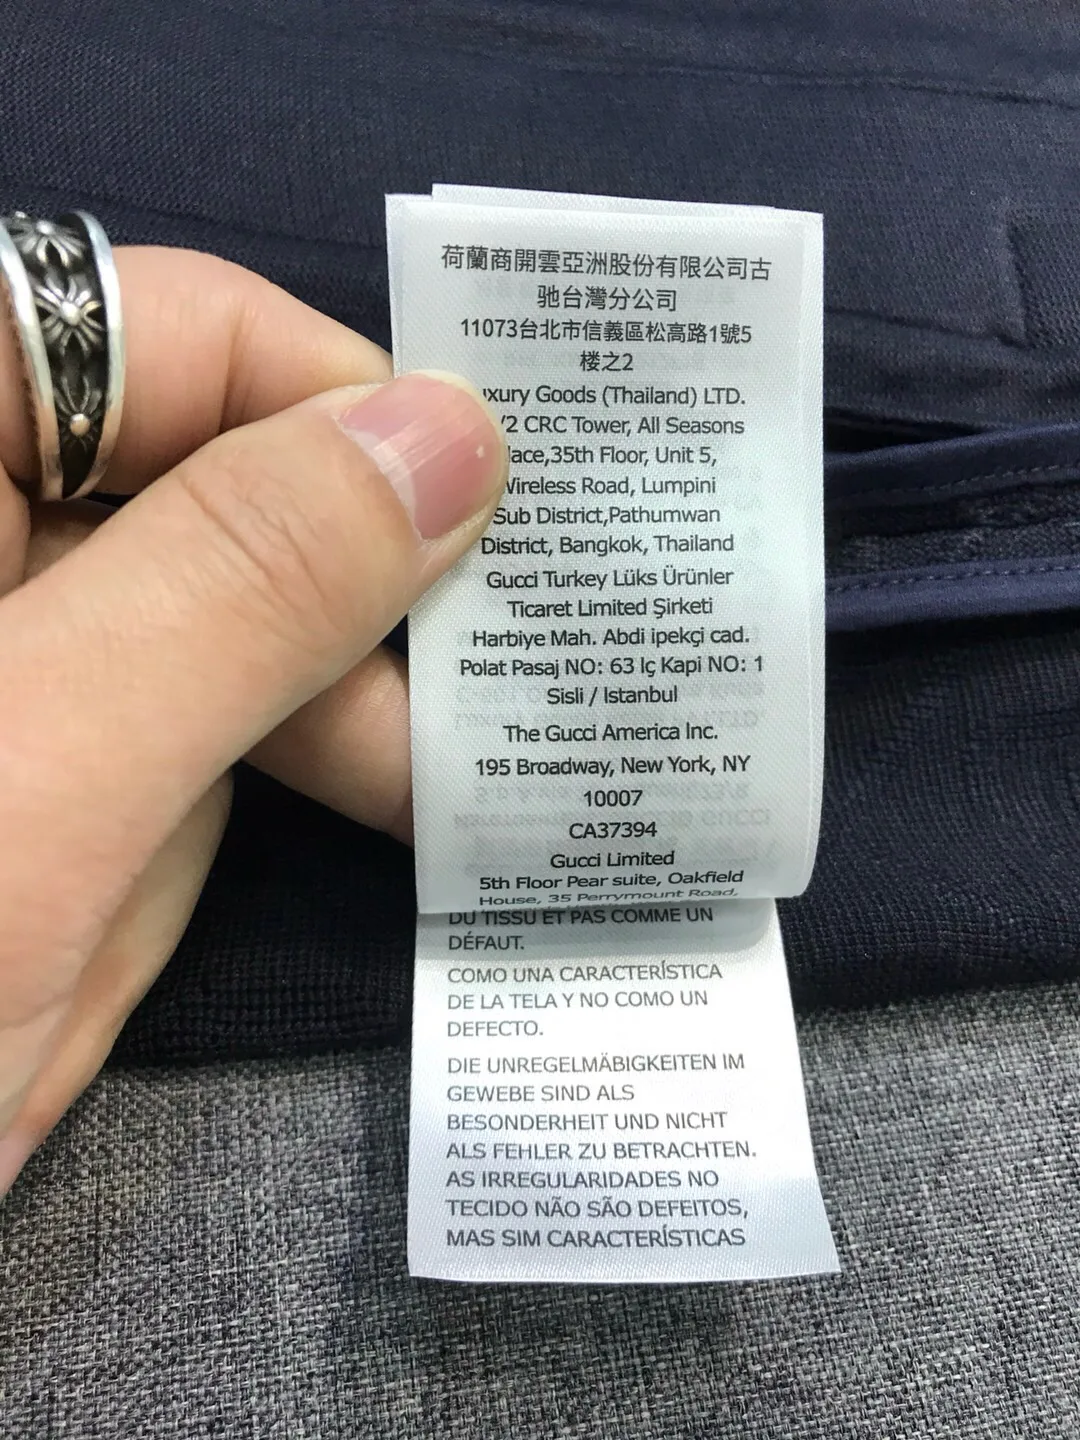 荷蘭商開雲亞洲股份有限公司古
驰台灣分公司
11073台北市信義區松高路1號5
楼之2
Goods (Thailand) LTD.
CRC Tower, All Seasons
35th Floor, Unit 5,
Road, Lumpini
Sub District,Pathumwan
District, Bangkok, Thailand
Gucci Turkey Lüks Ürünler
Ticaret Limited Şirketi
Harbiye Mah. Abdi ipekçi cad.
Polat Pasaj NO: 63 Iç Kapi NO: 1
Sisli / Istanbul
The Gucci America Inc.
195 Broadway, New York, NY
10007
CA37394
Gucci Limited
5th Floor Pear suite, Oakfield
House, 35 Perrymount Road,
DU TISSU ET PAS COMME UN
DÉFAUT.
COMO UNA CARACTERÍSTICA
DE LA TELA Y NO COMO UN
DEFECTO.
DIE UNREGELMÄBIGKEITEN IM
GEWEBE SIND ALS
BESONDERHEIT UND NICHT
ALS FEHLER ZU BETRACHTEN.
AS IRREGULARIDADES NO
TECIDO NÃO SÃO DEFEITOS,
MAS SIM CARACTERÍSTICAS